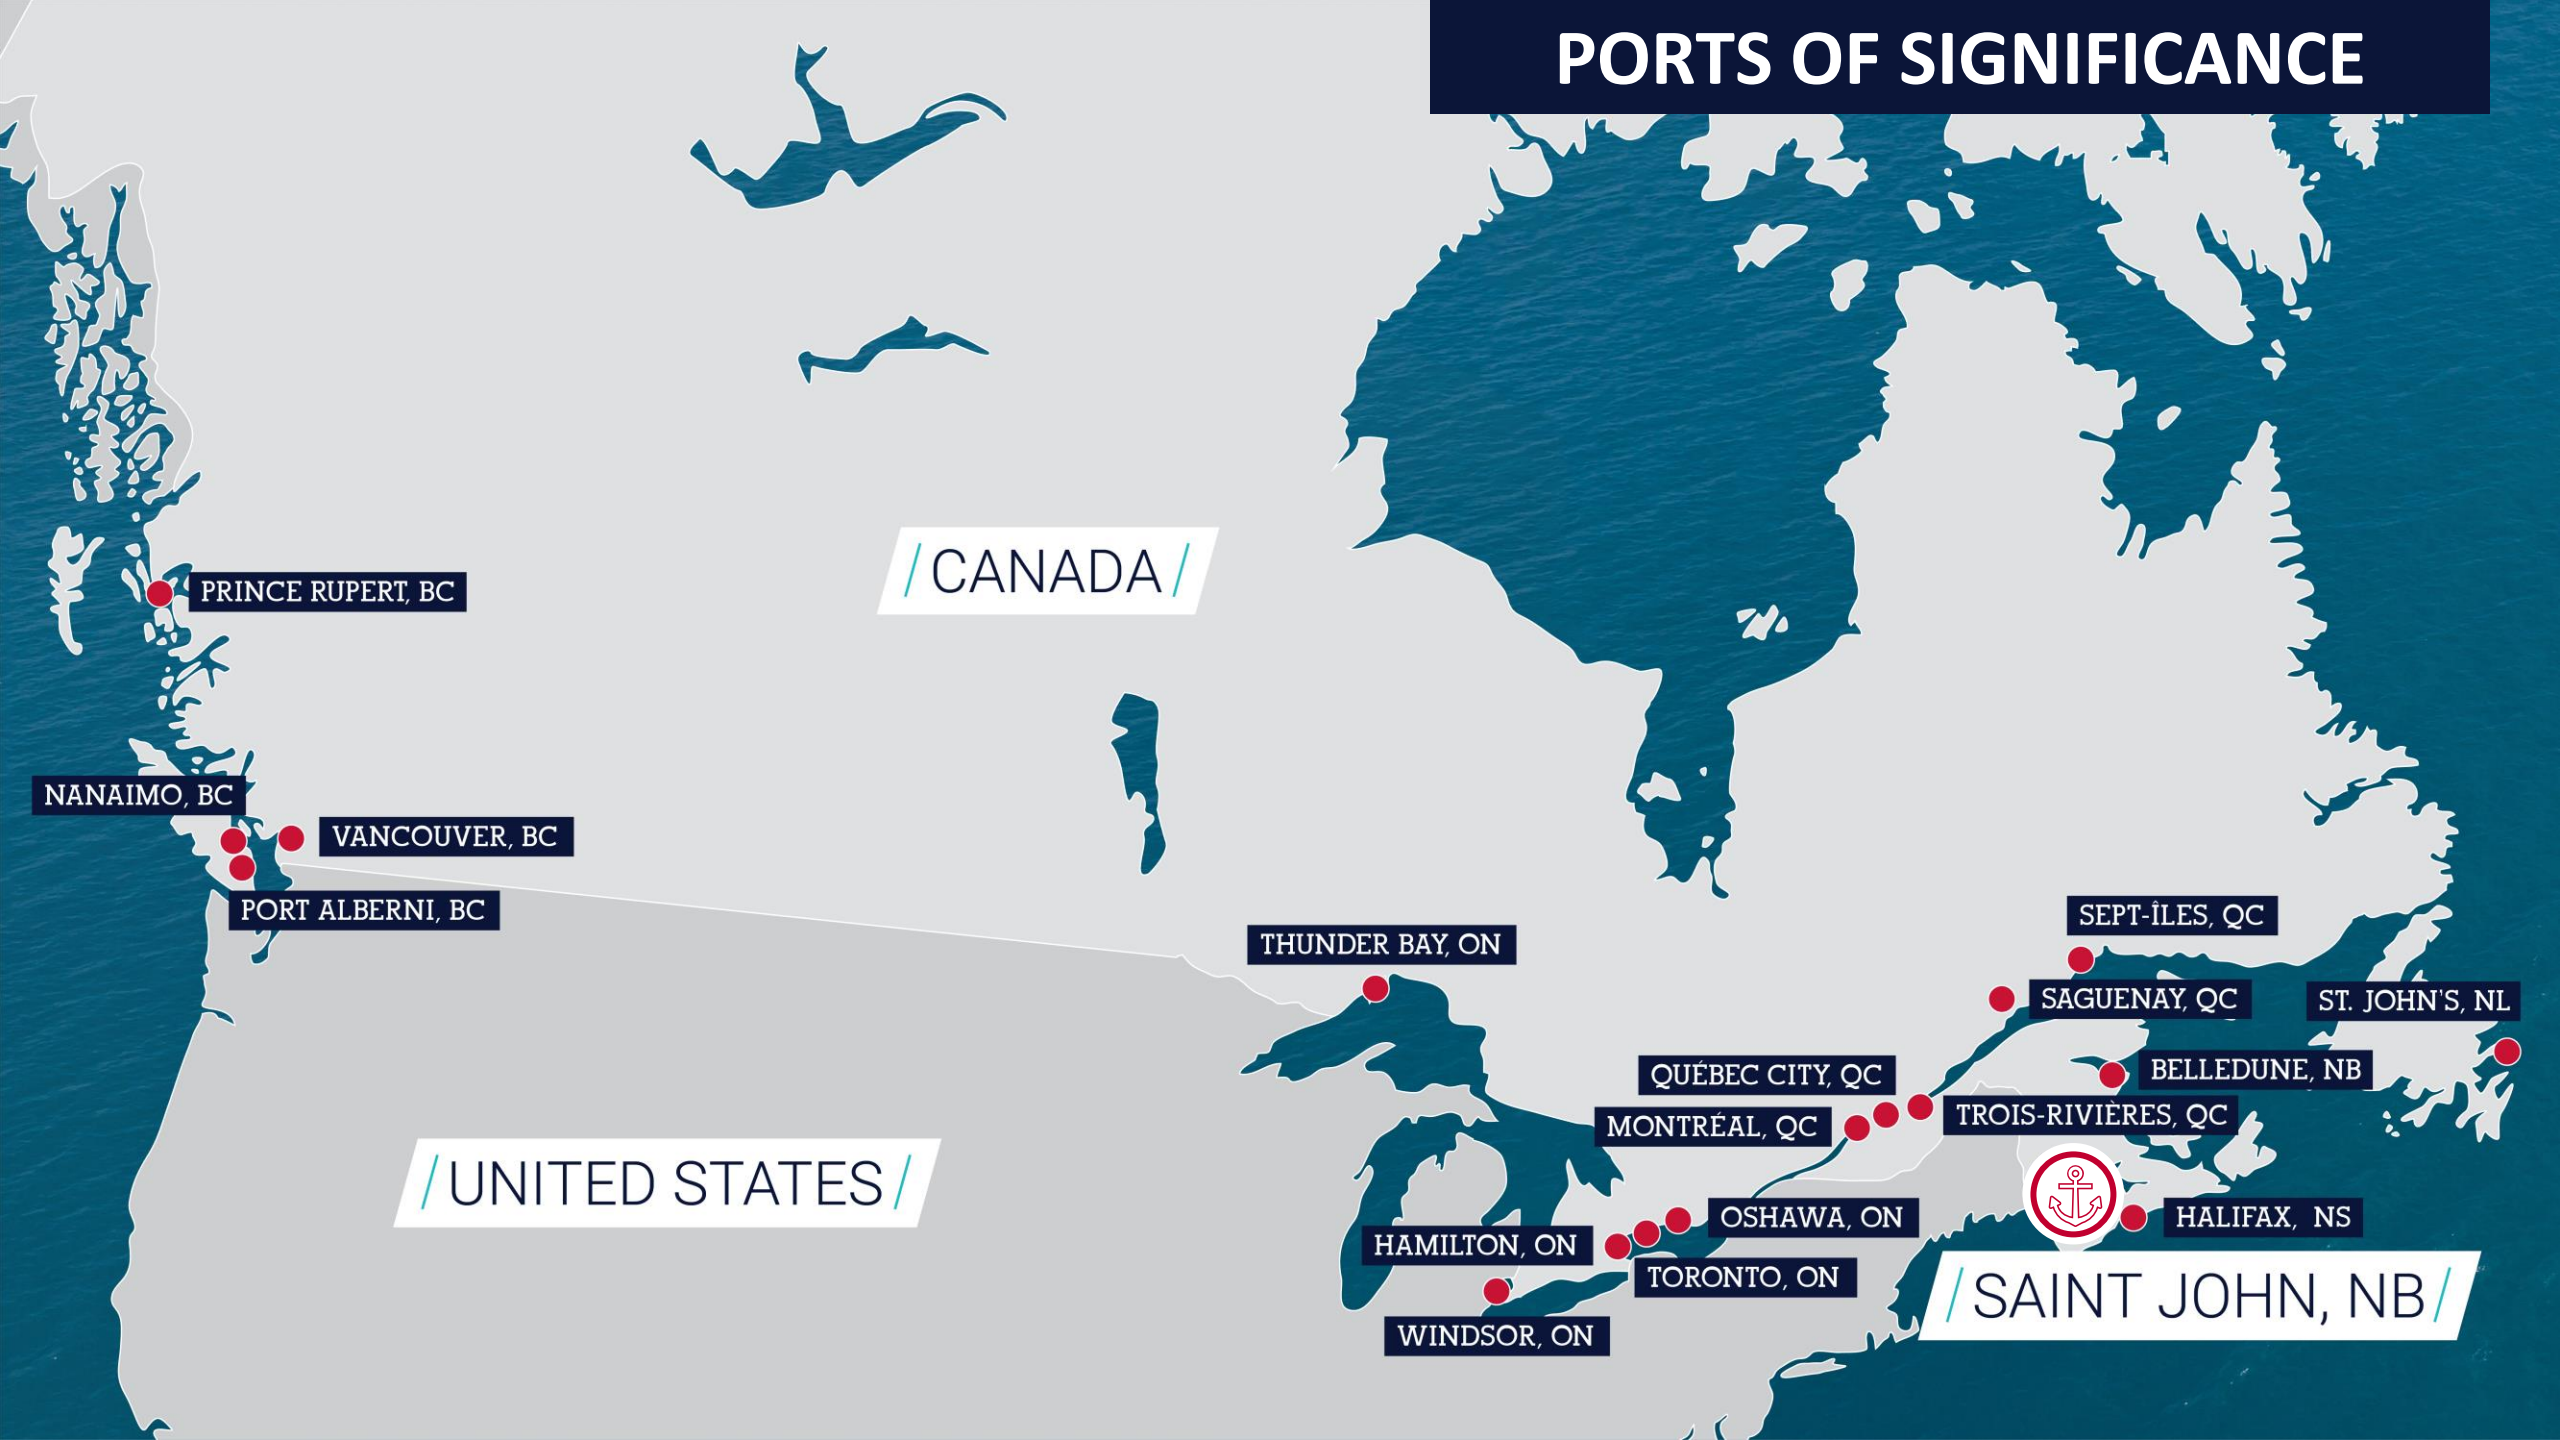 PORTS OF SIGNIFICANCE
/CANADA/
PRINCE RUPERT, BC
NANAIMO, BC
VANCOUVER, BC
PORT ALBERNI, BC
THUNDER BAY, ON
SEPT-ÎLES, QC
SAGUENAY, QC
ST. JOHN'S, NL
QUÉBEC CITY, QC
BELLEDUNE, NB
MONTRÉAL, QC
TROIS-RIVIÈRES, QC
/UNITED STATES/
OSHAWA, ON
HALIFAX, NS
HAMILTON, ON
TORONTO, ON
/SAINT JOHN, NB/
WINDSOR, ON